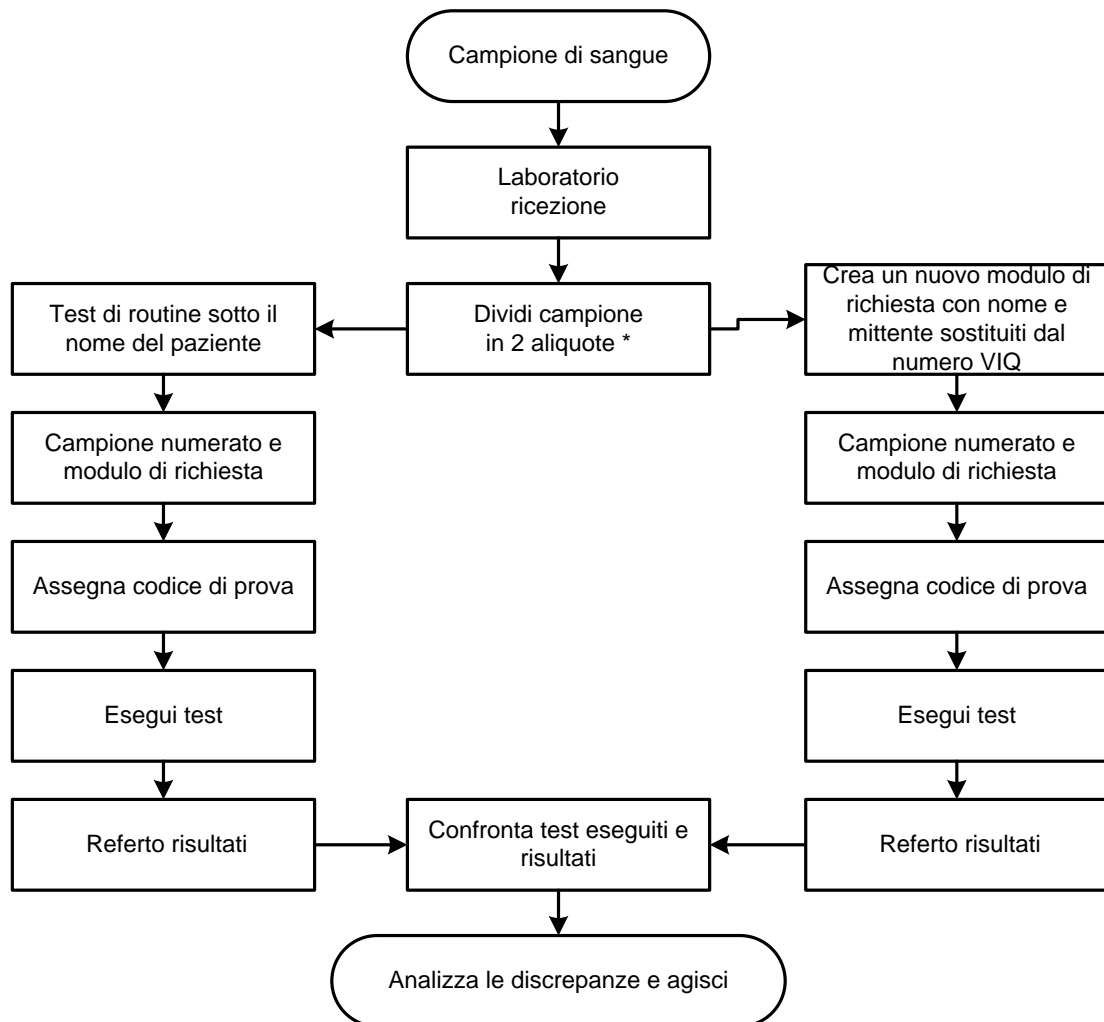 Campione di sangue
Laboratorio
ricezione
Test di routine sotto il
nome del paziente
Dividi campione
in 2 aliquote *
Crea un nuovo modulo di
richiesta con nome e
mittente sostituiti dal
numero VIQ
Campione numerato e
modulo di richiesta
Campione numerato e
modulo di richiesta
Assegna codice di prova
Assegna codice di prova
Esegui test
Esegui test
Referto risultati
Confronta test eseguiti e
risultati
Referto risultati
Analizza le discrepanze e agisci